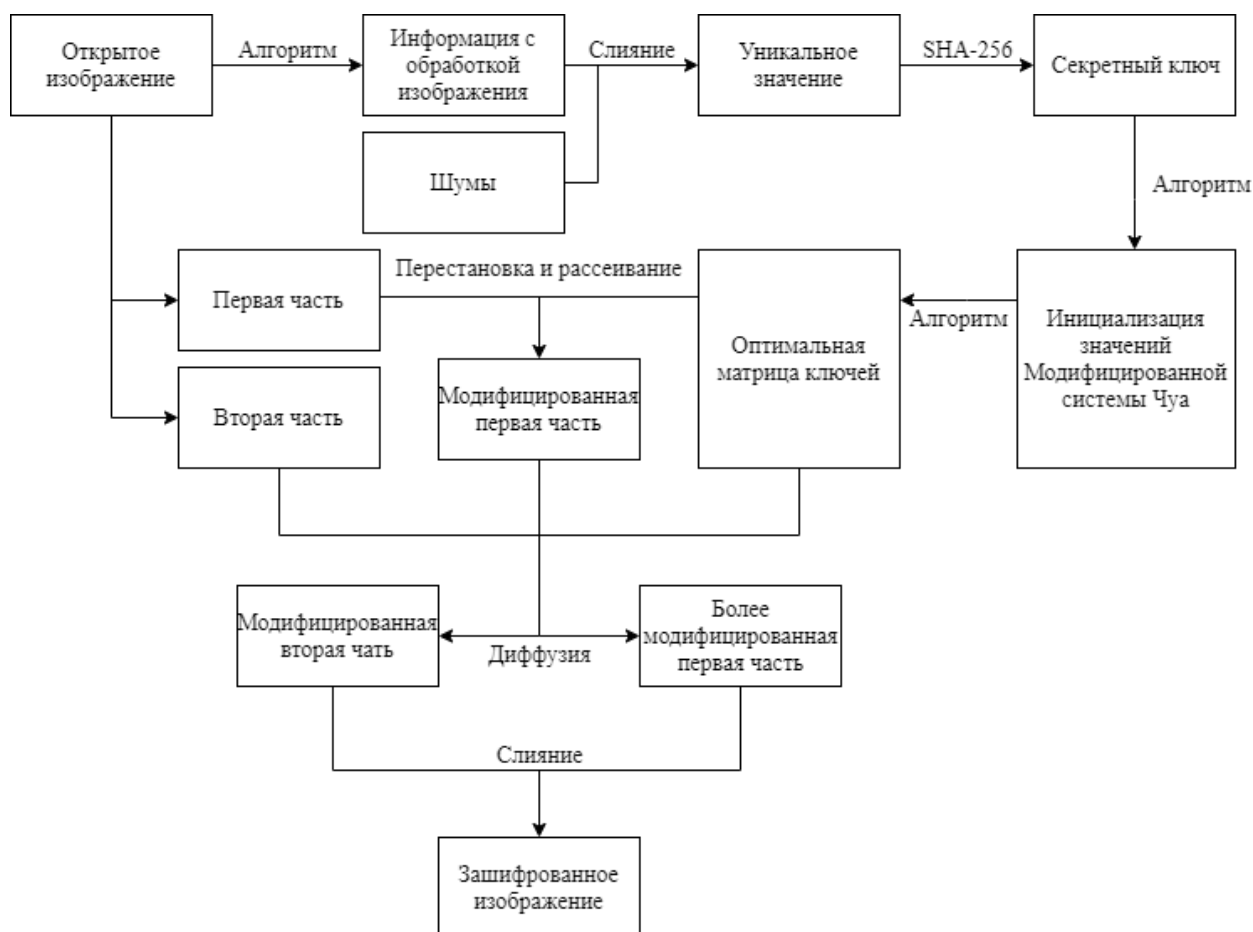 Открытое
изображение
Алгоритм
Информация с
обработкой
изображения
Слияние
Уникальное
значение
SHA-256
Секретный ключ
Шумы
Алгоритм
Первая часть
Перестановка и рассеивание
Оптимальная
матрица ключей
Алгоритм
Инициализация
значений
Модифицированной
системы Чуа
Вторая часть
Модифицированная
первая часть
Модифицированная
вторая чать
Диффузия
Более
модифицированная
первая часть
Слияние
Зашифрованное
изображение